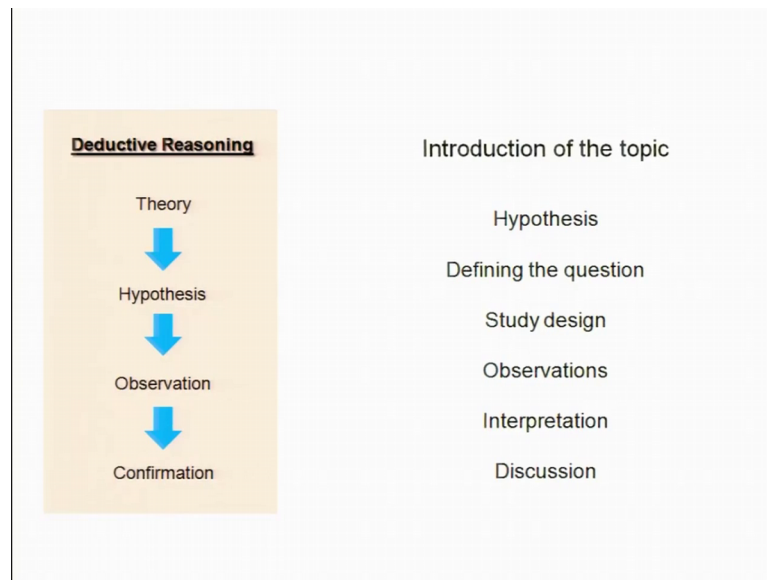 Deductive Reasoning
Theory
Hypothesis
Observation
Confirmation
Introduction of the topic
Hypothesis
Defining the question
Study design
Observations
Interpretation
Discussion